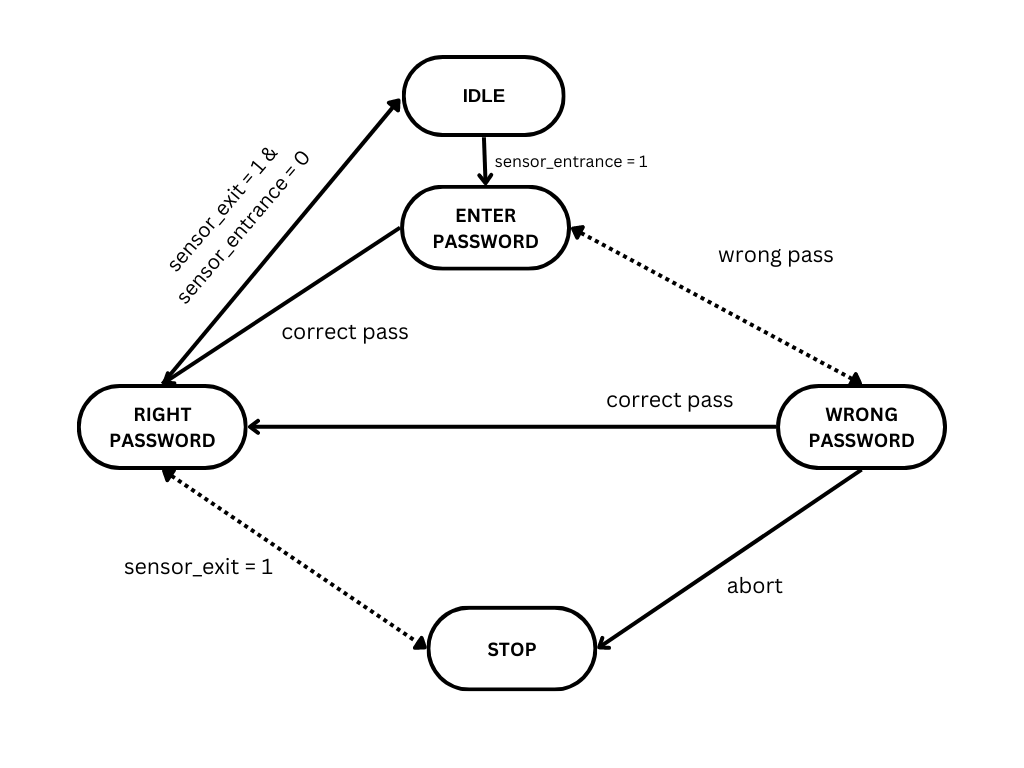 IDLE
sensor_entrance = 1
sensor_exit = 1 &
sensor_entrance = 0
ENTER
PASSWORD
wrong pass
correct pass
correct pass
RIGHT
PASSWORD
WRONG
PASSWORD
sensor_exit = 1
abort
STOP